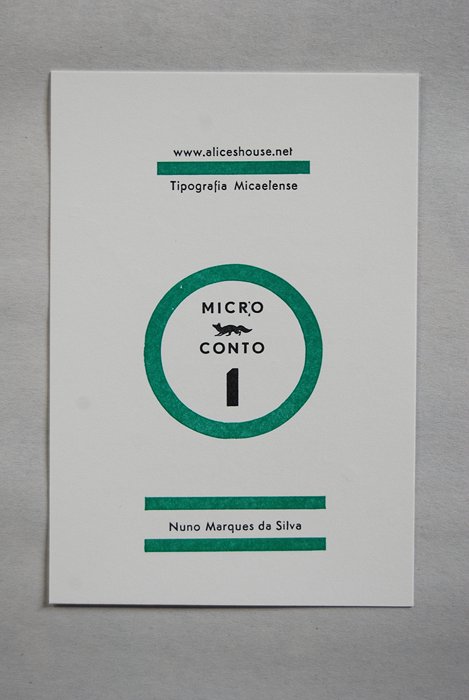 www.aliceshouse.net
Tipografia Micaelense
MICRO
CONTO
1
Nuno Marques da Silva